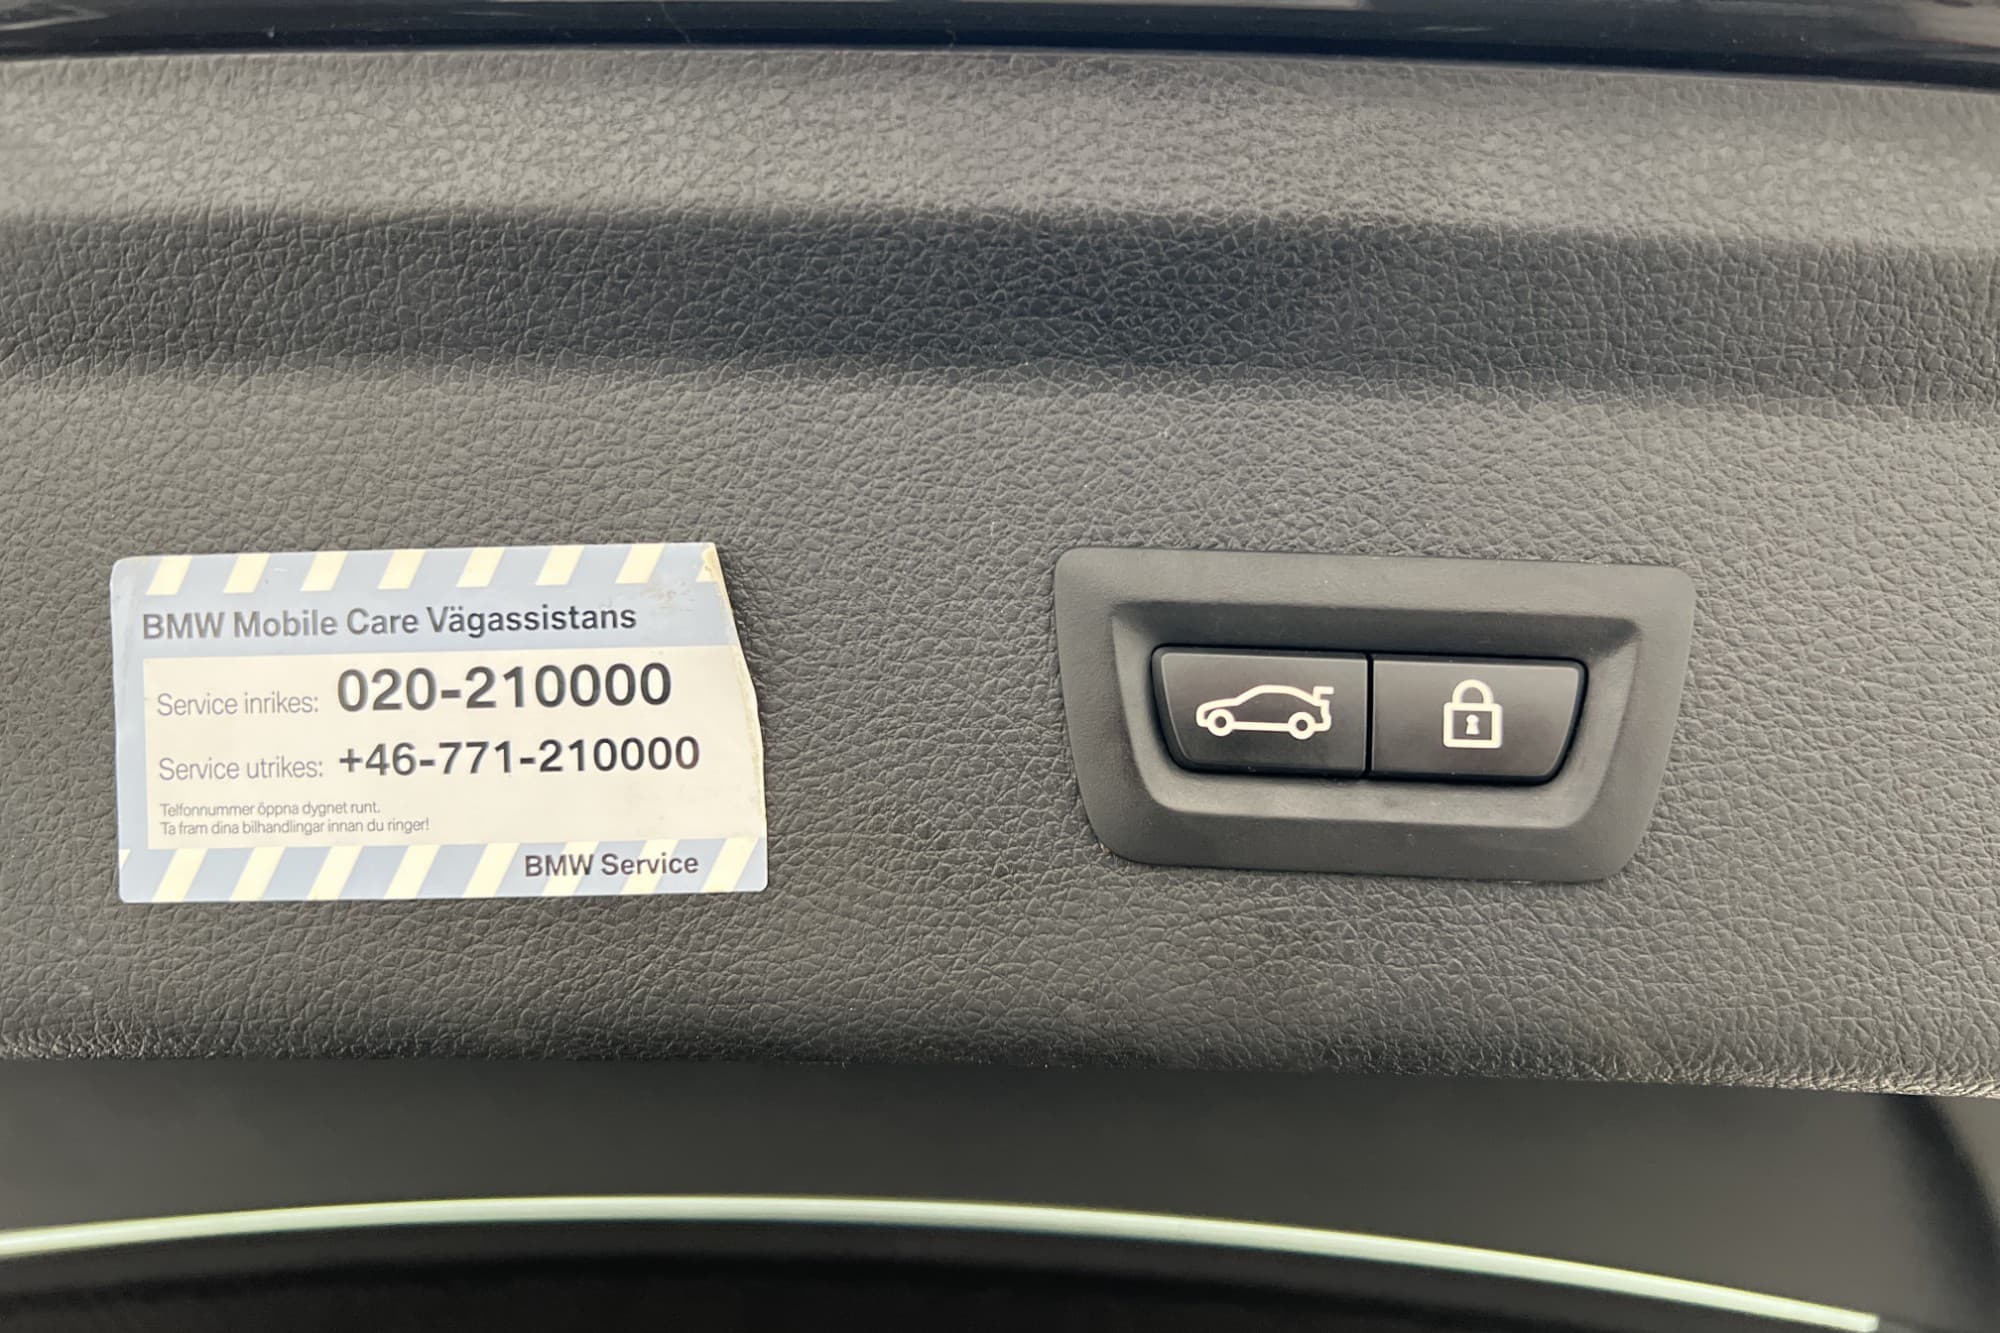 BMW Mobile Care Vägassistans
Service inrikes: 020-210000
Service utrikes: +46-771-210000
Telfonnummer öppna dygnet runt.
Ta fram dina bilhandlingar innan du ringer!
BMW Service